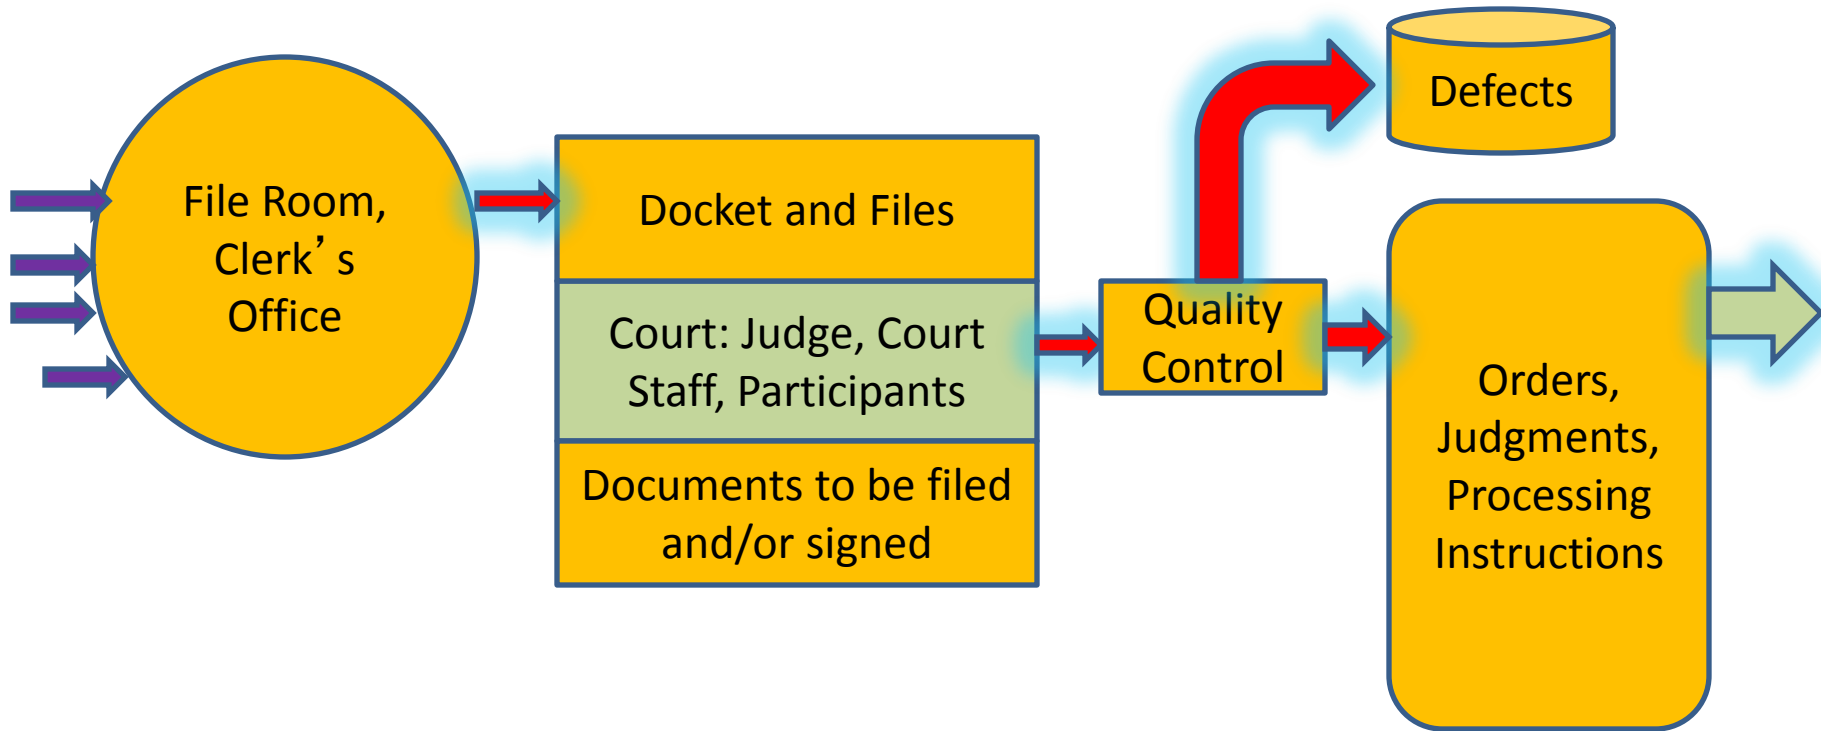 File Room,
Clerk’ s
Office
Docket and Files
Court: Judge, Court
Staff, Participants
Documents to be filed
and/or signed
Quality
Control
Defects
Orders,
Judgments,
Processing
Instructions